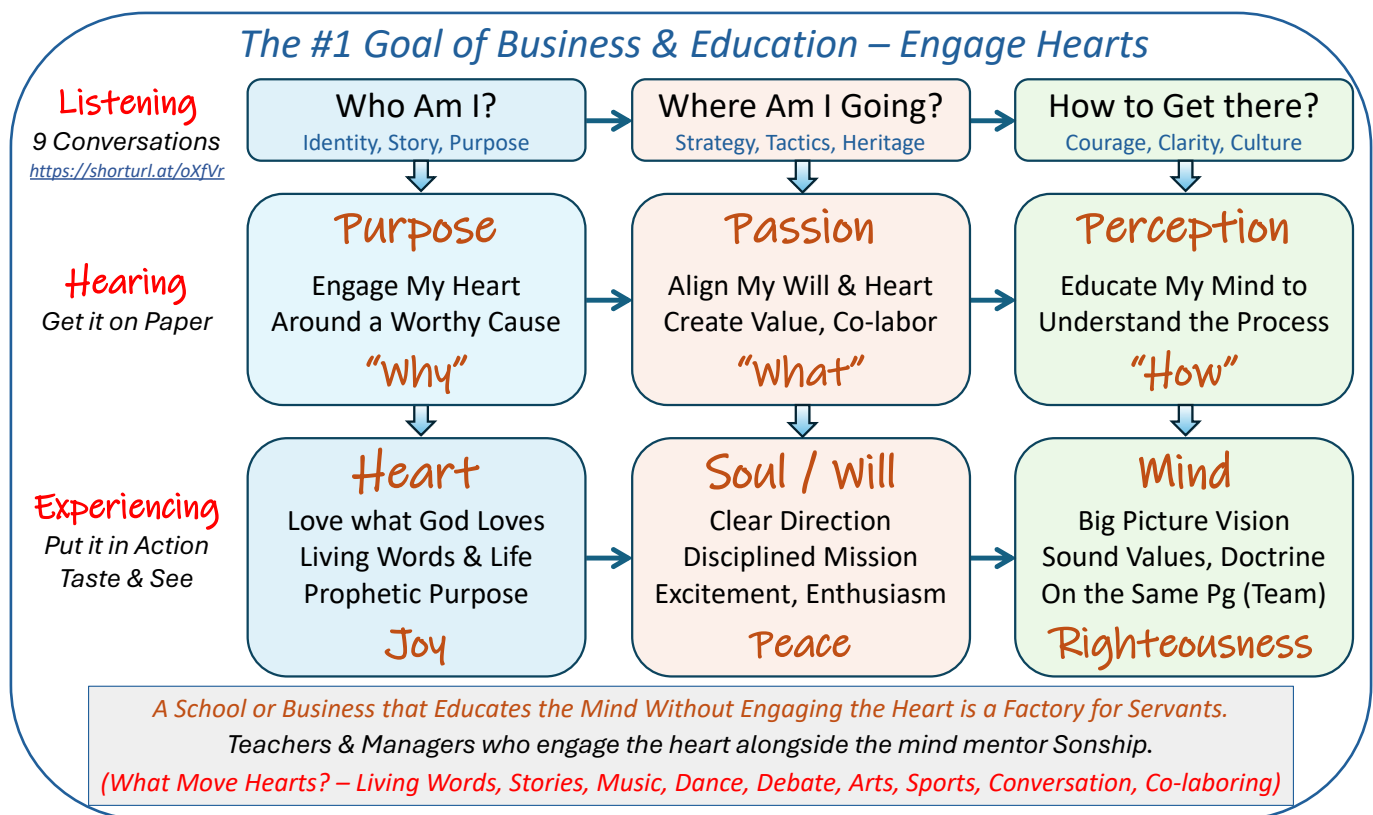 The #1 Goal of Business & Education – Engage Hearts
Listening
9 Conversations
https://shorturl.at/oXfVr
Who Am I?
Identity, Story, Purpose
Where Am I Going?
Strategy, Tactics, Heritage
How to Get there?
Courage, Clarity, Culture
Hearing
Get it on Paper
Purpose
Engage My Heart
Around a Worthy Cause
“Why”
Passion
Align My Will & Heart
Create Value, Co-labor
“What”
Perception
Educate My Mind to
Understand the Process
“How”
Experiencing
Put it in Action
Taste & See
Heart
Love what God Loves
Living Words & Life
Prophetic Purpose
Joy
Soul / Will
Clear Direction
Disciplined Mission
Excitement, Enthusiasm
Peace
Mind
Big Picture Vision
Sound Values, Doctrine
On the Same Pg (Team)
Righteousness
A School or Business that Educates the Mind Without Engaging the Heart is a Factory for Servants.
Teachers & Managers who engage the heart alongside the mind mentor Sonship.
(What Move Hearts? – Living Words, Stories, Music, Dance, Debate, Arts, Sports, Conversation, Co-laboring)